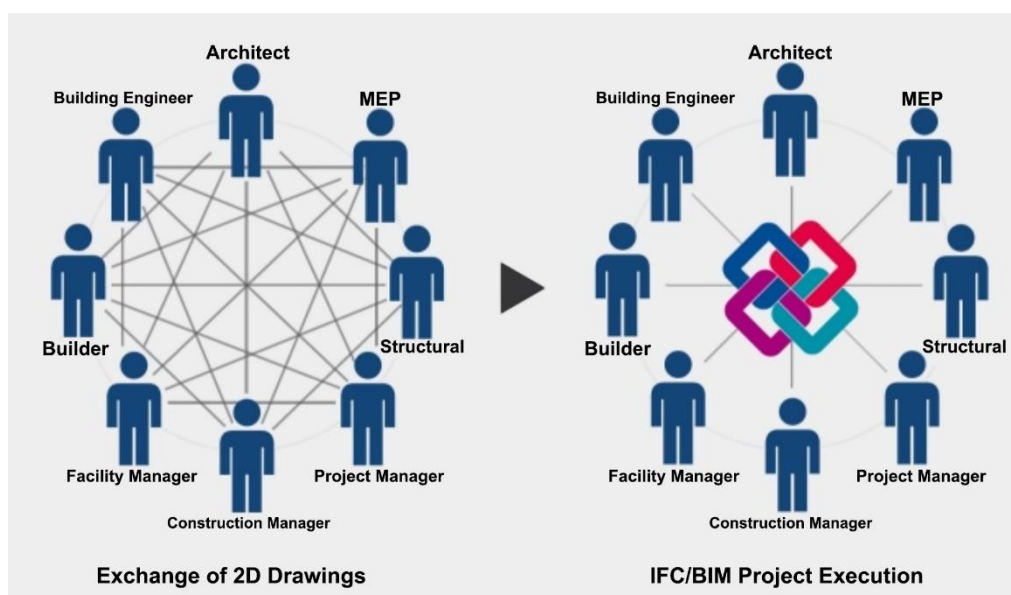 Architect
Building Engineer
MEP
Builder
Structural
Facility Manager
Project Manager
Construction Manager
Exchange of 2D Drawings
Architect
Building Engineer
MEP
Builder
Structural
Facility Manager
Project Manager
Construction Manager
IFC/BIM Project Execution